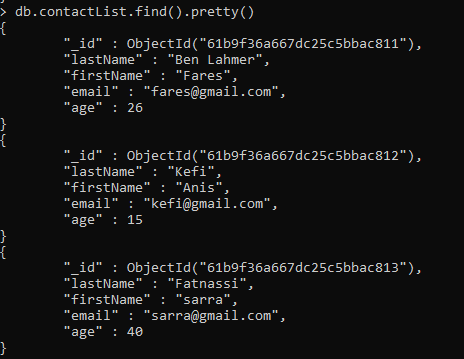 > db.contactList.find().pretty()
{
"_id" : ObjectId("61b9f36a667dc25c5bbac811"),
"lastName" : "Ben Lahmer",
"firstName" : "Fares",
"email" : "fares@gmail.com",
"age" : 26
}
{
"_id" : ObjectId("61b9f36a667dc25c5bbac812"),
"lastName" : "Kefi",
"firstName" : "Anis",
"email" : "kefi@gmail.com",
"age" : 15
}
{
"_id" : ObjectId("61b9f36a667dc25c5bbac813"),
"lastName" : "Fatnassi",
"firstName" : "sarra",
"email" : "sarra@gmail.com",
"age" : 40
}